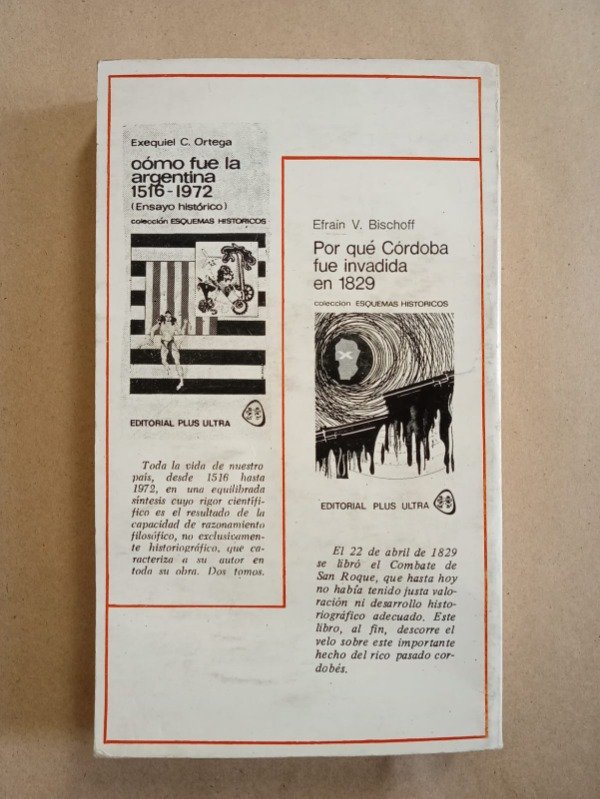 Exequiel C. Ortega
cómo fue la
argentina
1516-1972
(Ensayo histórico)
colección ESQUEMAS HISTORICOS
EDITORIAL PLUS ULTRA
Toda la vida de nuestro
país, desde 1516 hasta
1972, en una equilibrada
síntesis cuyo rigor científi-
fico es el resultado de la
capacidad de razonamiento
filosófico, no exclusivamen-
te historiográfico, que ca-
racteriza a su autor en
toda su obra. Dos tomos.
Efraín V. Bischoff
Por qué Córdoba
fue invadida
en 1829
colección ESQUEMAS HISTORICOS
EDITORIAL PLUS ULTRA
El 22 de abril de 1829
se libró el Combate de
San Roque, que hasta hoy
no había tenido justa valo-
ración ni desarrollo histo-
riográfico adecuado. Este
libro, al fin, descorre el
velo sobre este importante
hecho del rico pasado cor-
dobés.